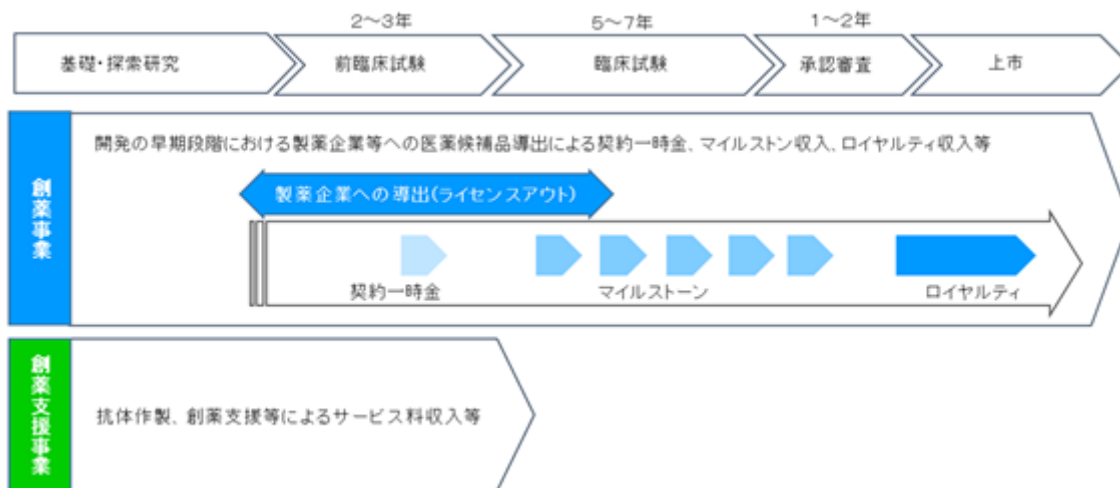 2～3年
5～7年
1～2年
基礎・探索研究
前臨床試験
臨床試験
承認審査
上市
創薬事業
開発の早期段階における製薬企業等への医薬候補品導出による契約一時金、マイルストン収入、ロイヤルティ収入等
製薬企業への導出(ライセンスアウト)
契約一時金
マイルストーン
ロイヤルティ
創薬支援事業
抗体作製、創薬支援等によるサービス料収入等